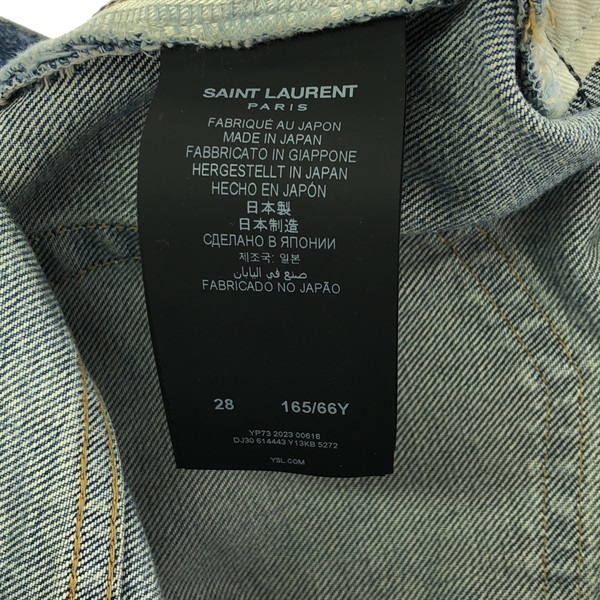 SAINT LAURENT
PARIS
FABRIQUÉ AU JAPON
MADE IN JAPAN
FABBRICATO IN GIAPPONE
HERGESTELLT IN JAPAN
HECHO EN JAPÓN
日本製
日本制造
СДЕЛАНО В ЯПОНИИ
제조국: 일본
صنع في اليابان
FABRICADO NO JAPÃO
28 165/66Y
YP73 2023 00618
DJ30 614443 Y13KB 5272
YSL.COM